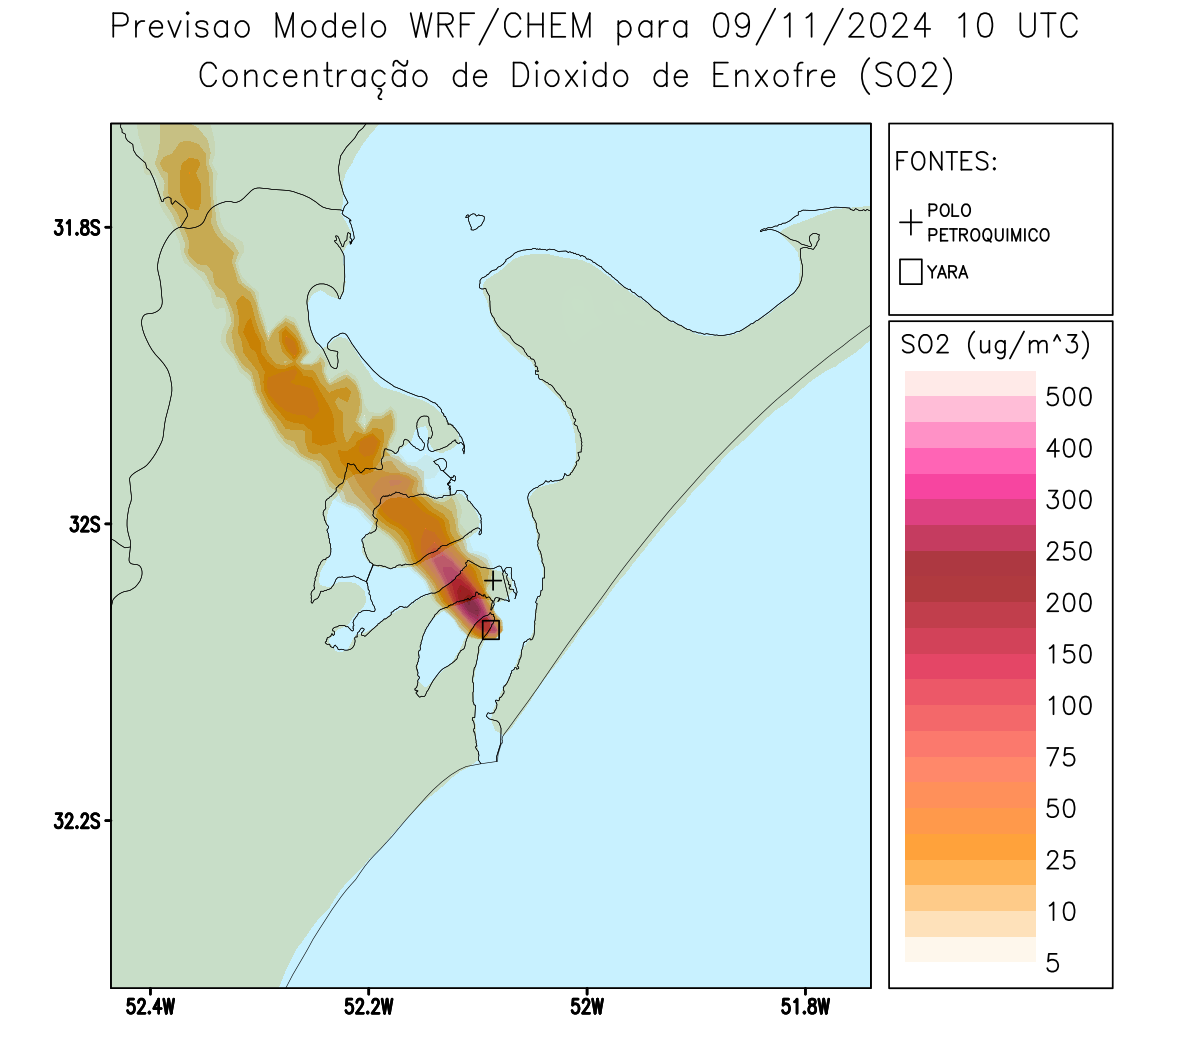 Previsao Modelo WRF/CHEM para 09/11/2024 10 UTC
Concentração de Dioxido de Enxofre (SO2)
FONTES:
POLO
PETROQUIMICO
YARA
31.8S
32S
32.2S
52.4W
52.2W
52W
51.8W
SO2 (ug/m^3)
500
400
300
250
200
150
100
75
50
25
10
5